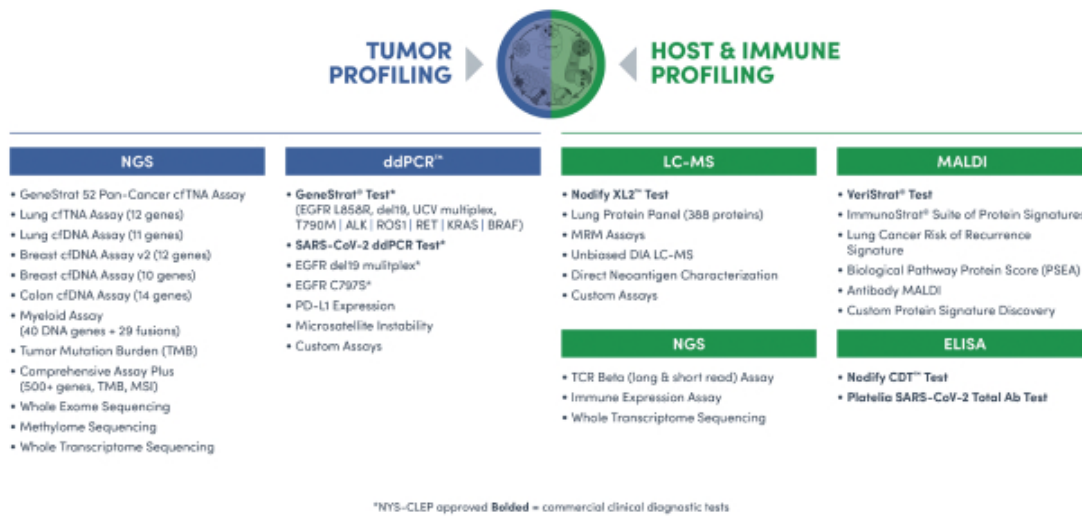 TUMOR
PROFILING
HOST & IMMUNE
PROFILING
NGS
• GeneStrat 52 Pan-Cancer cfTNA Assay
• Lung cfTNA Assay (12 genes)
• Lung cfDNA Assay (11 genes)
• Breast cfDNA Assay v2 (12 genes)
• Breast cfDNA Assay (10 genes)
• Colon cfDNA Assay (14 genes)
• Myeloid Assay
(40 DNA genes + 29 fusions)
• Tumor Mutation Burden (TMB)
• Comprehensive Assay Plus
(500+ genes, TMB, MSI)
• Whole Exome Sequencing
• Methylome Sequencing
• Whole Transcriptome Sequencing
ddPCR™
• GeneStrat® Test*
(EGFR L858R, del19, UCV multiplex,
T790M | ALK | ROS1 | RET | KRAS | BRAF)
• SARS-CoV-2 ddPCR Test*
• EGFR del19 mulitplex*
• EGFR C797S*
• PD-L1 Expression
• Microsatellite Instability
• Custom Assays
LC-MS
• Nodify XL2™ Test
• Lung Protein Panel (388 proteins)
• MRM Assays
• Unbiased DIA LC-MS
• Direct Neoantigen Characterization
• Custom Assays
NGS
• TCR Beta (long & short read) Assay
• Immune Expression Assay
• Whole Transcriptome Sequencing
MALDI
• VeriStrat® Test
• ImmunoStrat® Suite of Protein Signatures
• Lung Cancer Risk of Recurrence
Signature
• Biological Pathway Protein Score (PSEA)
• Antibody MALDI
• Custom Protein Signature Discovery
ELISA
• Nodify CDT™ Test
• Platelia SARS-CoV-2 Total Ab Test
*NYS-CLEP approved Bolded = commercial clinical diagnostic tests